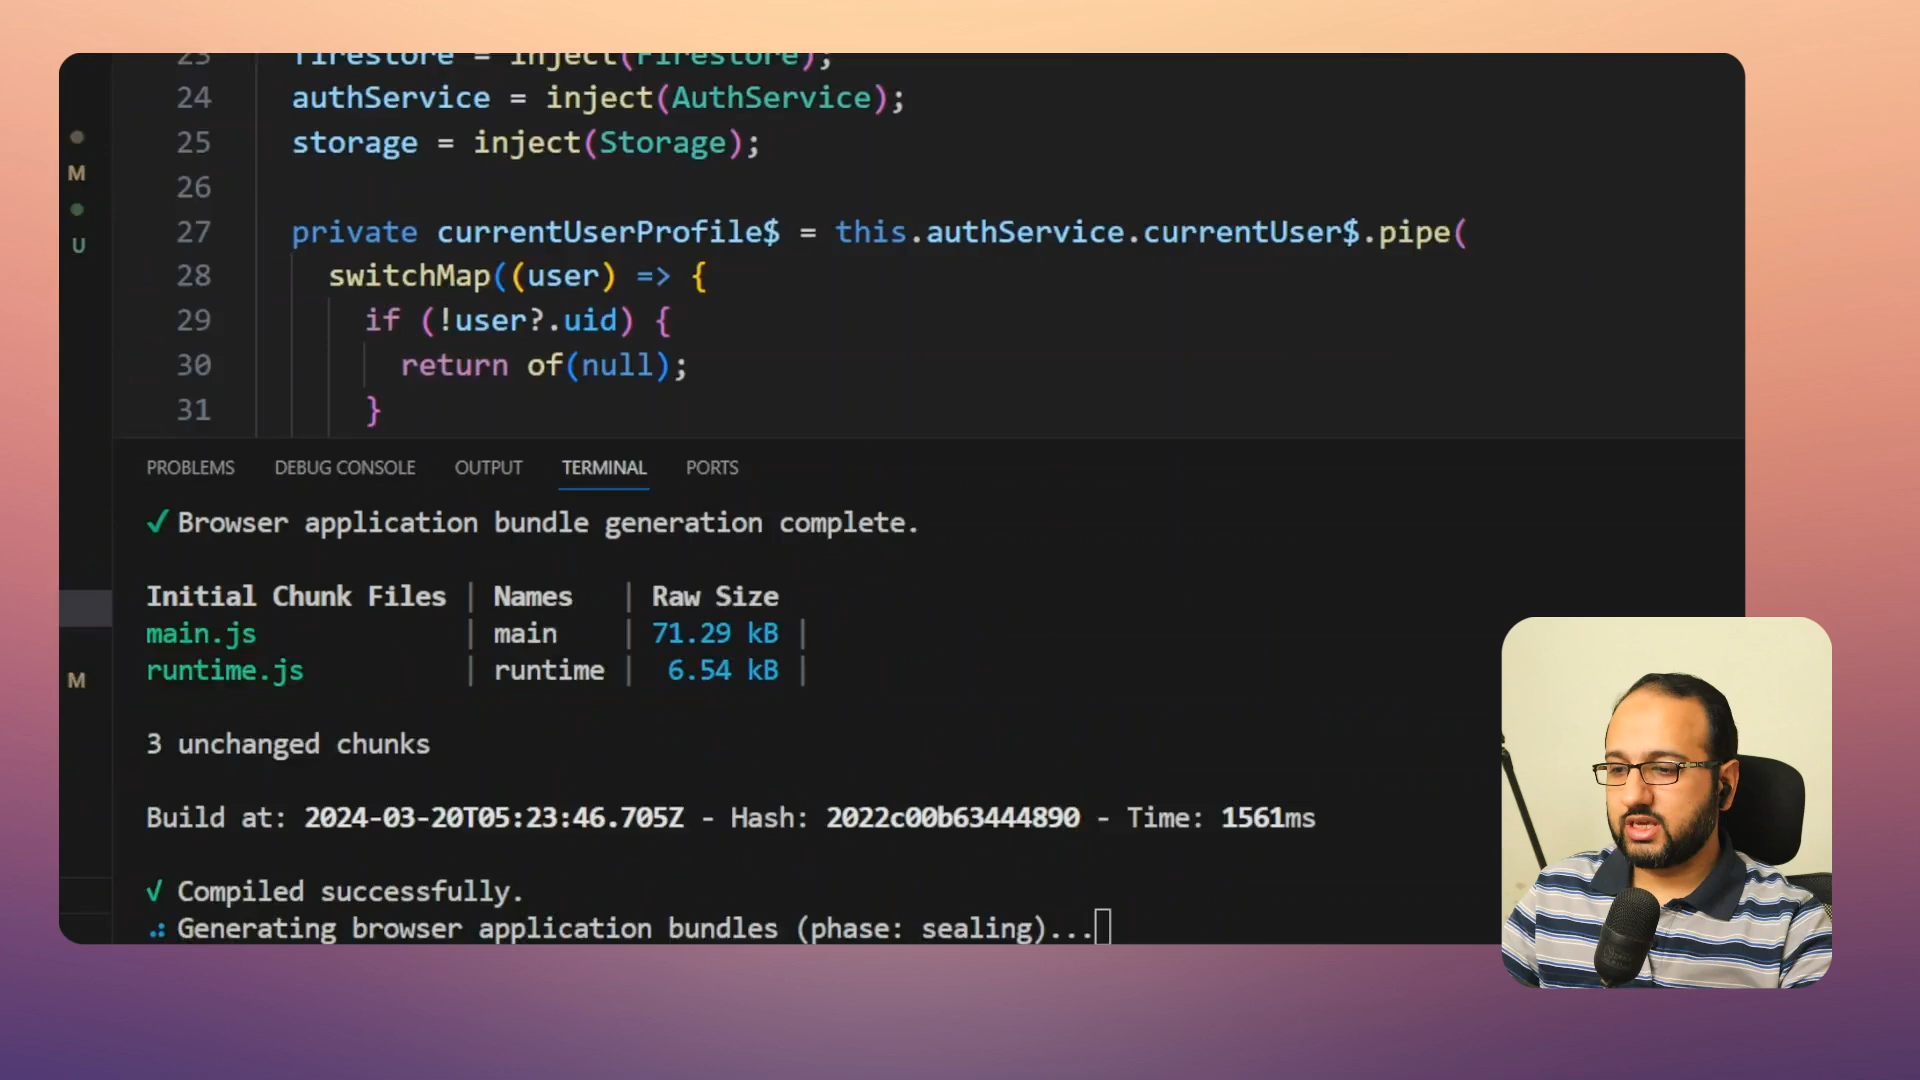 23 firestore = inject(Firestore);
24 authService = inject(AuthService);
25 storage = inject(Storage);
26
27 private currentUserProfile$ = this.authService.currentUser$.pipe(
28 switchMap((user) => {
29 if (!user?.uid) {
30 return of(null);
31 }
M
U
M
PROBLEMS DEBUG CONSOLE OUTPUT TERMINAL PORTS
✓ Browser application bundle generation complete.
Initial Chunk Files | Names | Raw Size
main.js | main | 71.29 kB |
runtime.js | runtime | 6.54 kB |
3 unchanged chunks
Build at: 2024-03-20T05:23:46.705Z - Hash: 2022c00b63444890 - Time: 1561ms
√ Compiled successfully.
Generating browser application bundles (phase: sealing)...